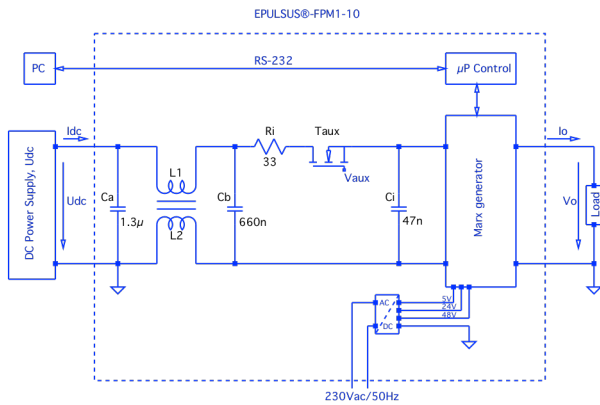 EPULSUS®-FPM1-10
PC
RS-232
µP Control
Idc
Ri
Taux
Io
DC Power Supply, Udc
Udc
Ca
1.3µ
L1
L2
Cb
660n
33
Vaux
Ci
47n
Marx generator
Vo
Load
AC
DC
5V
24V
48V
230Vac/50Hz